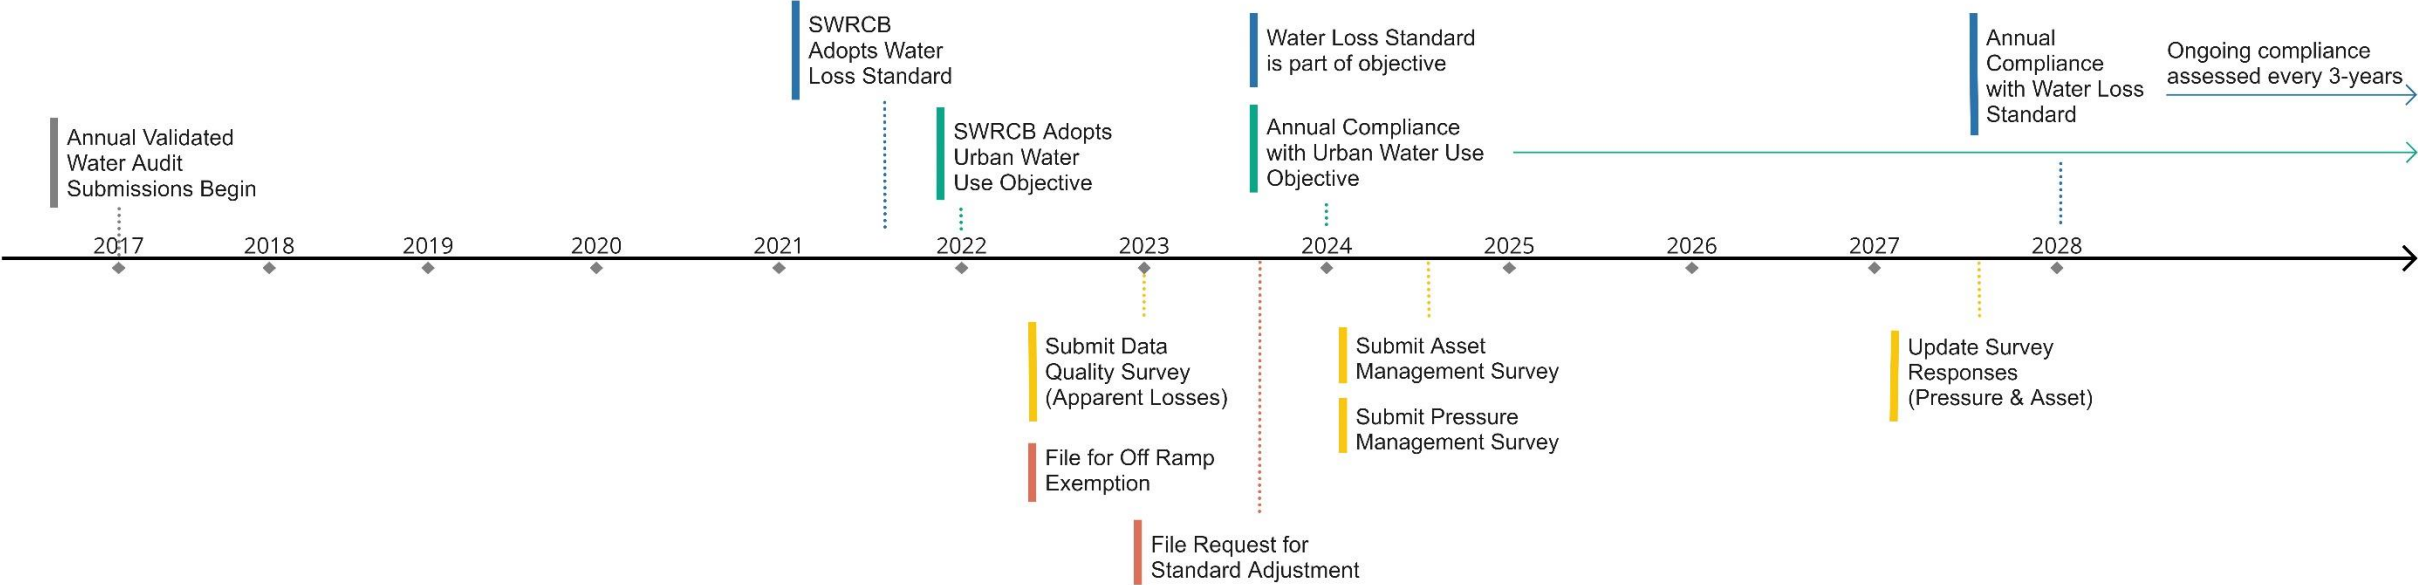 SWRCB
Adopts Water
Loss Standard
Water Loss Standard
is part of objective
Annual
Compliance
with Water Loss
Standard
Ongoing compliance
assessed every 3-years
Annual Validated
Water Audit
Submissions Begin
SWRCB Adopts
Urban Water
Use Objective
Annual Compliance
with Urban Water Use
Objective
2017 2018 2019 2020 2021 2022 2023 2024 2025 2026 2027 2028
Submit Data
Quality Survey
(Apparent Losses)
File for Off Ramp
Exemption
File Request for
Standard Adjustment
Submit Asset
Management Survey
Submit Pressure
Management Survey
Update Survey
Responses
(Pressure & Asset)